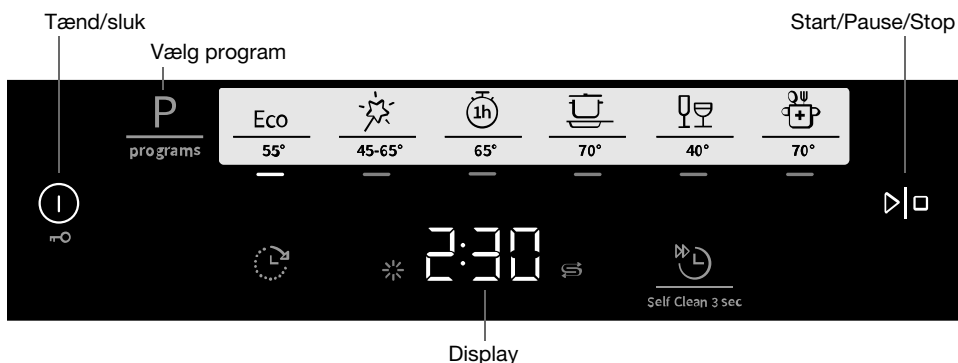 Tænd/sluk
Start/Pause/Stop
Vælg program
P
programs
Eco
1h
55°
45-65°
65°
70°
40°
70°
2:30
Self Clean 3 sec
Display